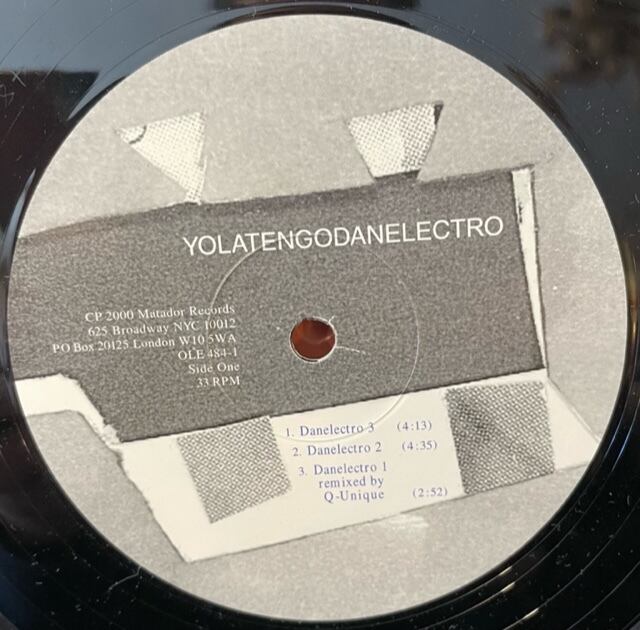 YOLATENGODANELECTRO
CP 2000 Matador Records
625 Broadway NYC 10012
PO Box 20125 London W10 5WA
OLE 484-1
Side One
33 RPM
1. Danelectro 3 (4:13)
2. Danelectro 2 (4:35)
3. Danelectro 1
remixed by
Q-Unique (2:52)